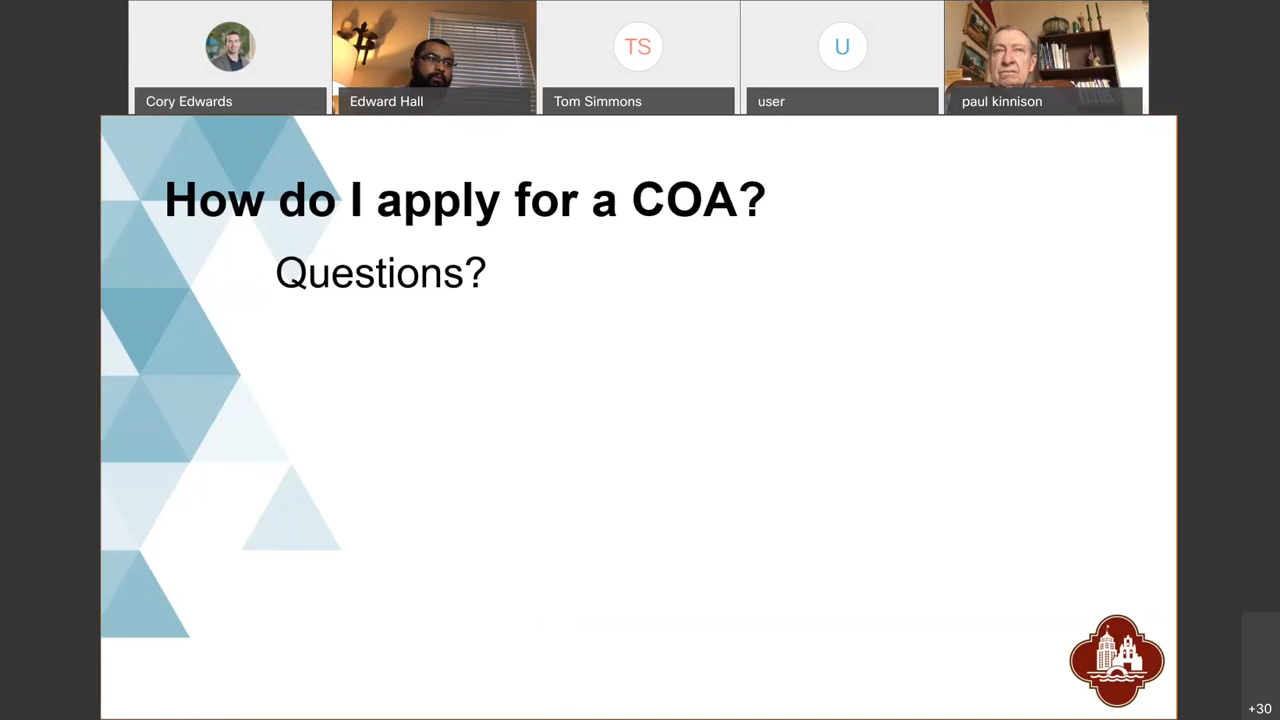 Cory Edwards
Edward Hall
TS
Tom Simmons
U
user
paul kinnison
How do I apply for a COA?
Questions?
+30